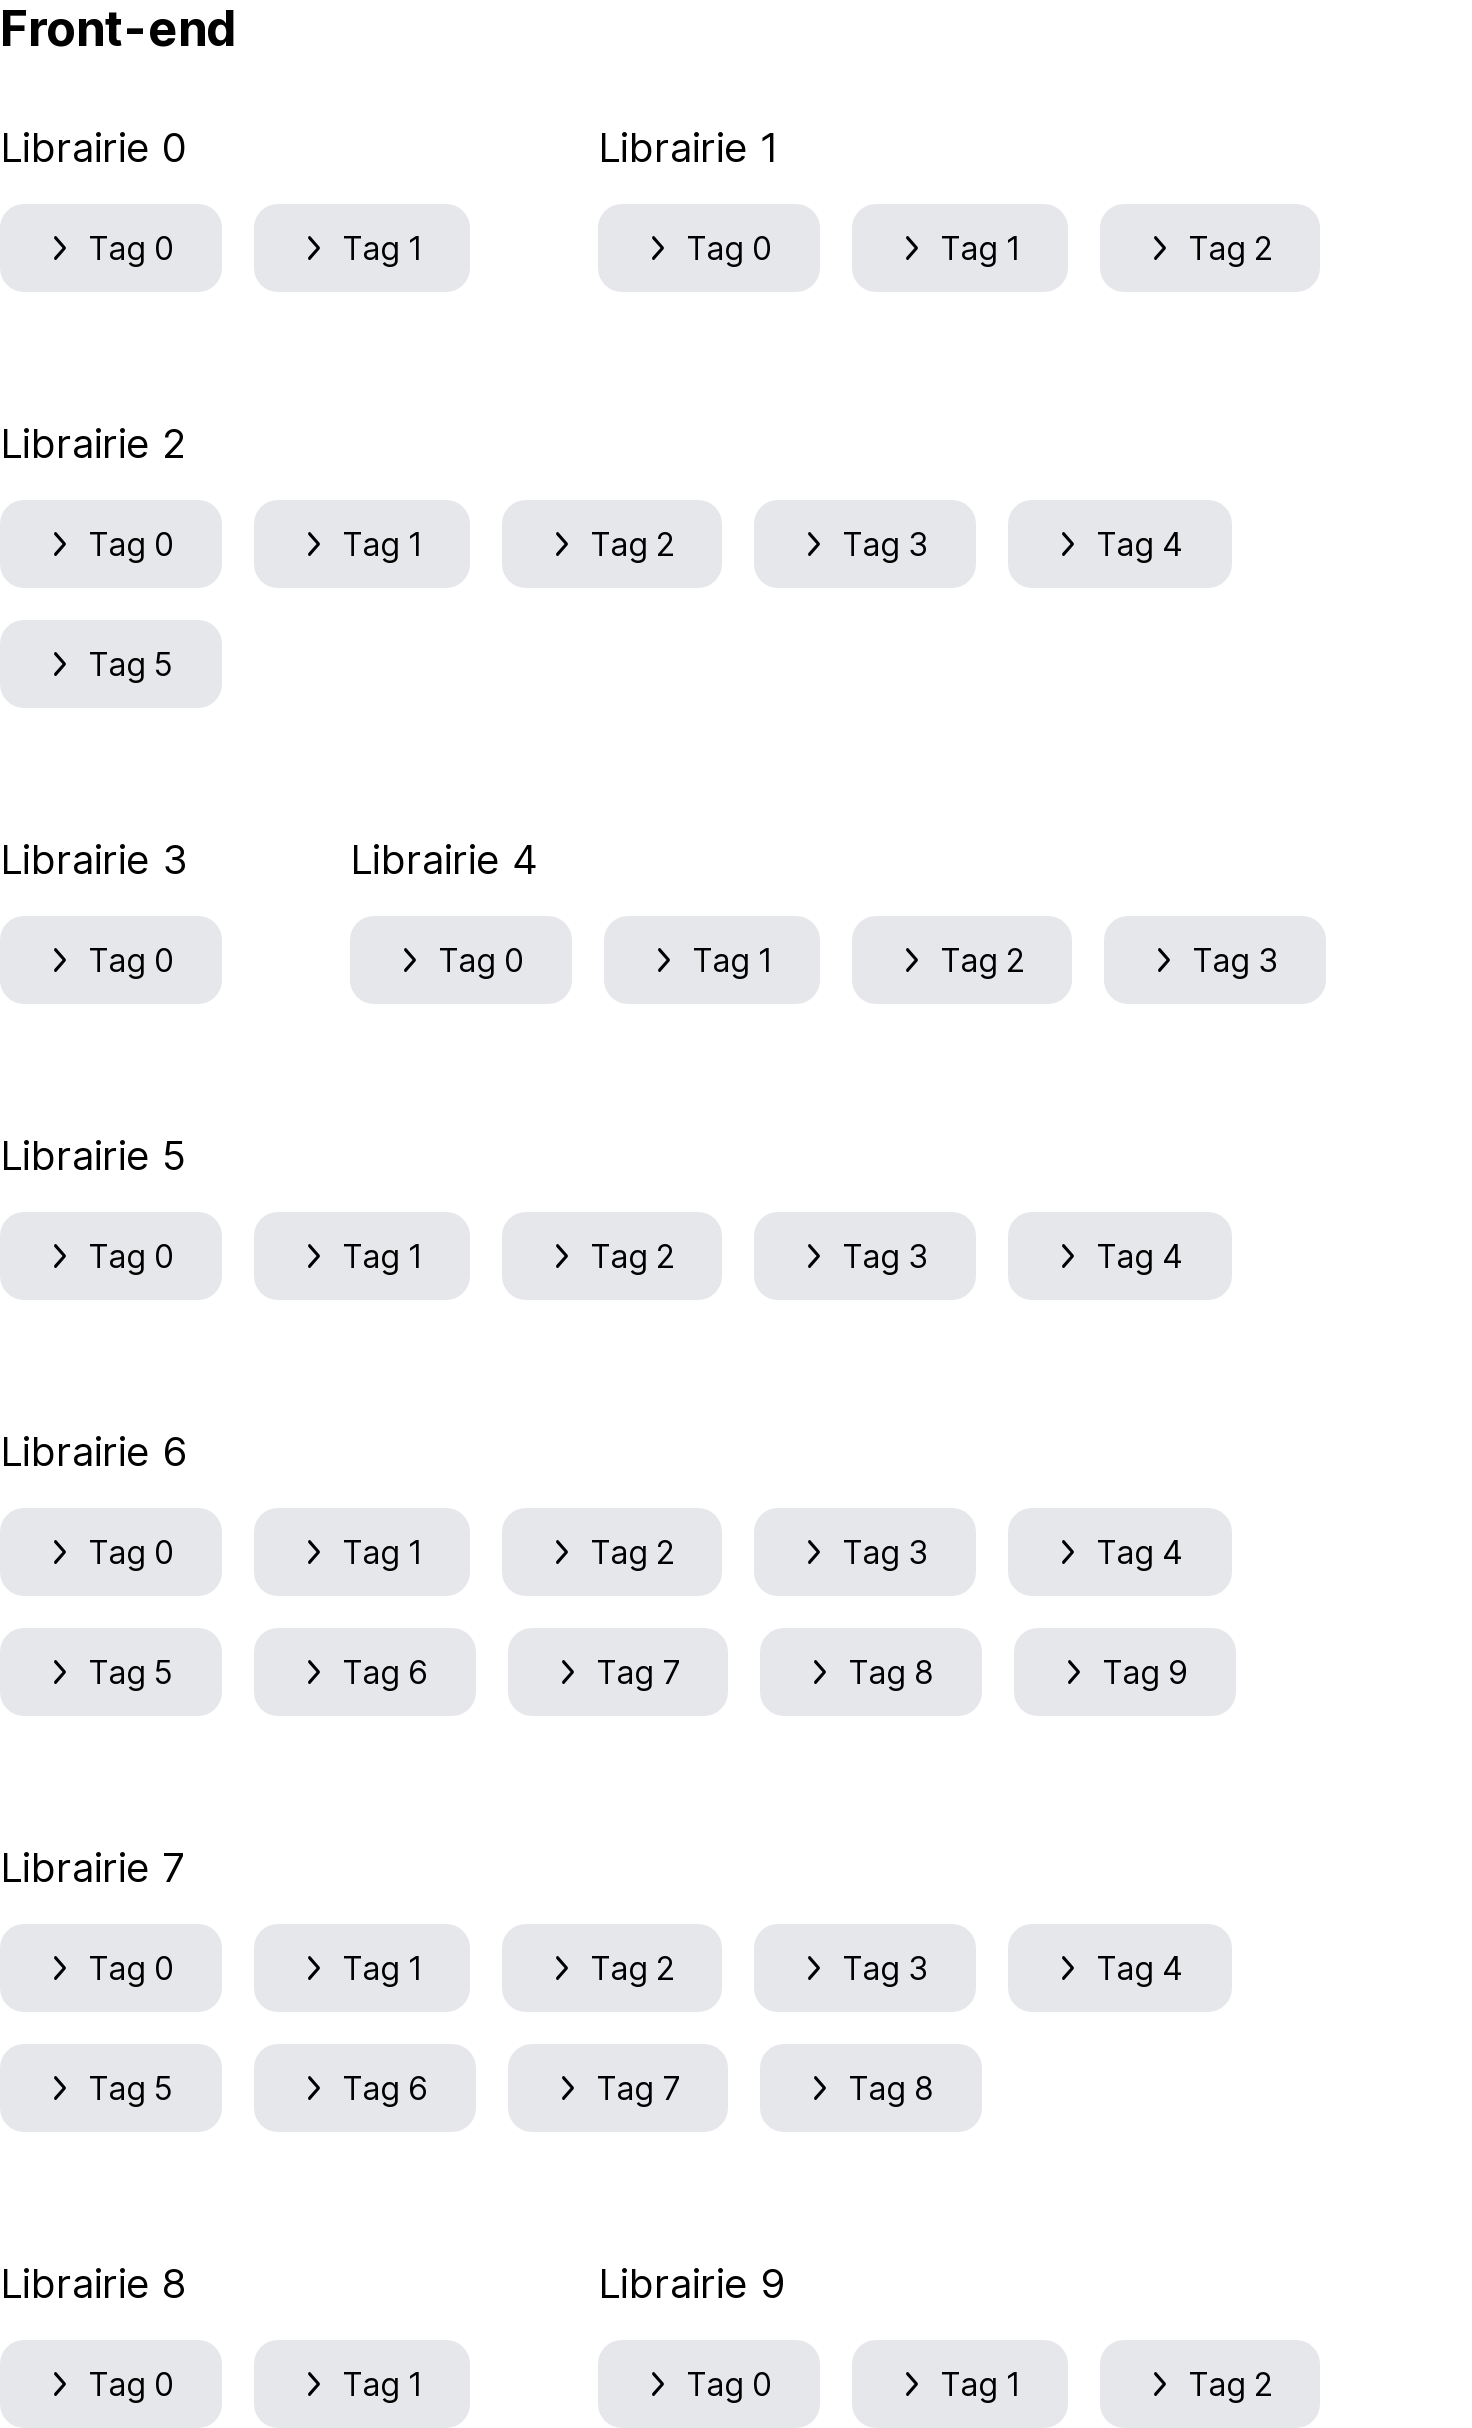 Front-end
Librairie 0
> Tag 0 > Tag 1
Librairie 1
> Tag 0 > Tag 1 > Tag 2
Librairie 2
> Tag 0 > Tag 1 > Tag 2 > Tag 3 > Tag 4
> Tag 5
Librairie 3
> Tag 0
Librairie 4
> Tag 0 > Tag 1 > Tag 2 > Tag 3
Librairie 5
> Tag 0 > Tag 1 > Tag 2 > Tag 3 > Tag 4
Librairie 6
> Tag 0 > Tag 1 > Tag 2 > Tag 3 > Tag 4
> Tag 5 > Tag 6 > Tag 7 > Tag 8 > Tag 9
Librairie 7
> Tag 0 > Tag 1 > Tag 2 > Tag 3 > Tag 4
> Tag 5 > Tag 6 > Tag 7 > Tag 8
Librairie 8
> Tag 0 > Tag 1
Librairie 9
> Tag 0 > Tag 1 > Tag 2